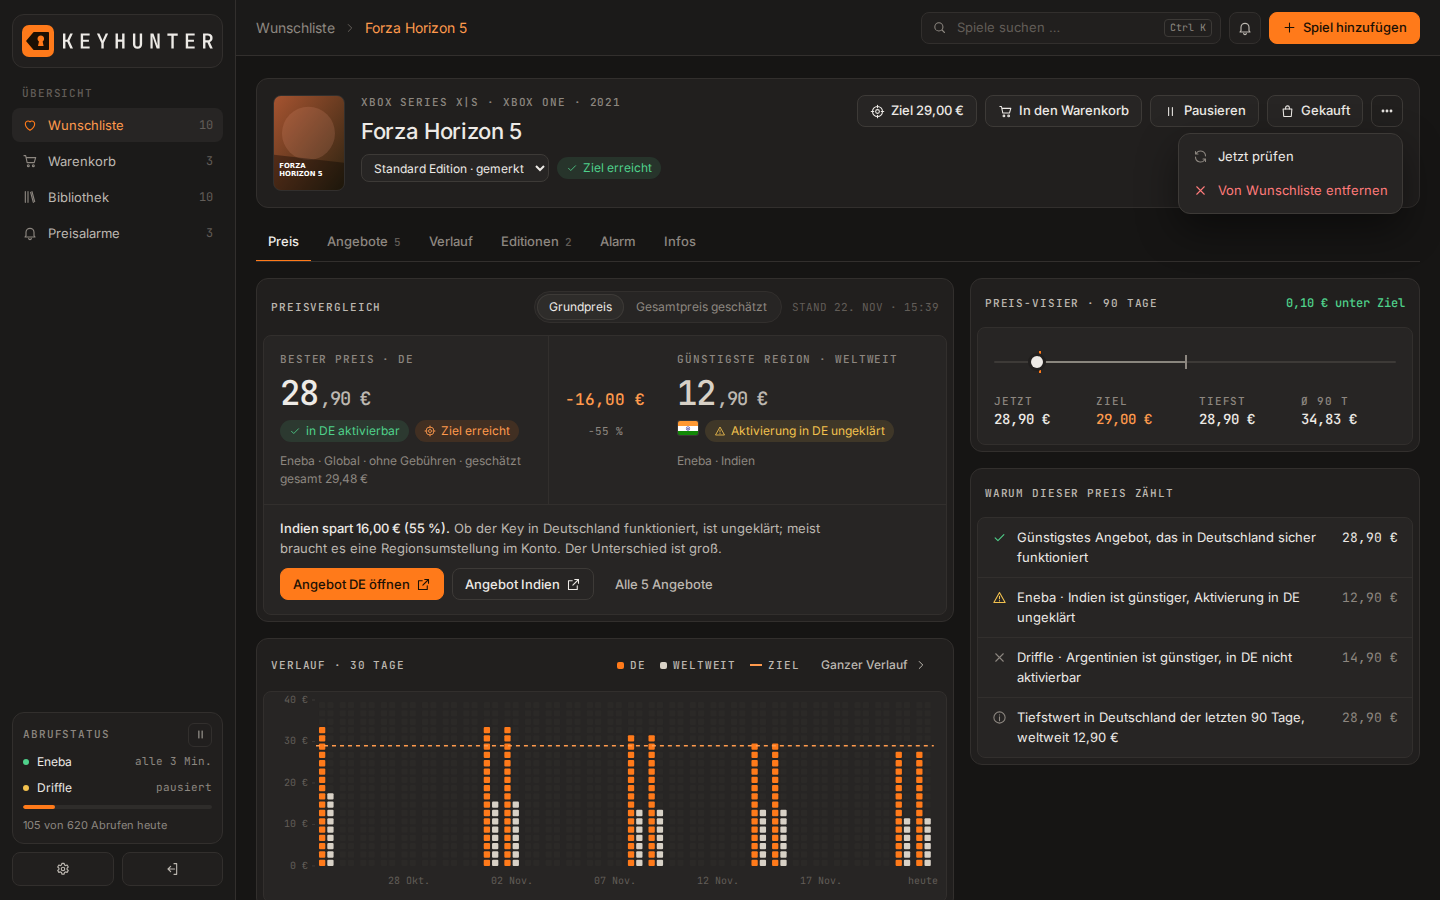 KEYHUNTER
Wunschliste
Forza Horizon 5
Spiele suchen ...
Ctrl K
Spiel hinzufügen
ÜBERSICHT
Wunschliste 10
Warenkorb 3
Bibliothek 10
Preisalarme 3
XBOX SERIES X|S · XBOX ONE · 2021
Forza Horizon 5
Standard Edition · gemerkt
Ziel erreicht
FORZA
HORIZON 5
Ziel 29,00 €
In den Warenkorb
Pausieren
Gekauft
Jetzt prüfen
Von Wunschliste entfernen
Preis
Angebote 5
Verlauf
Editionen 2
Alarm
Infos
PREISVERGLEICH
Grundpreis
Gesamtpreis geschätzt
STAND 22. NOV · 15:39
BESTER PREIS · DE
28,90 €
in DE aktivierbar
Ziel erreicht
Eneba · Global · ohne Gebühren · geschätzt
gesamt 29,48 €
-16,00 €
-55 %
GÜNSTIGSTE REGION · WELTWEIT
12,90 €
Aktivierung in DE ungeklärt
Eneba · Indien
Indien spart 16,00 € (55 %). Ob der Key in Deutschland funktioniert, ist ungeklärt; meist
braucht es eine Regionsumstellung im Konto. Der Unterschied ist groß.
Angebot DE öffnen
Angebot Indien
Alle 5 Angebote
PREIS-VISIER · 90 TAGE
0,10 € unter Ziel
JETZT ZIEL TIEFST Ø 90 T
28,90 € 29,00 € 28,90 € 34,83 €
WARUM DIESER PREIS ZÄHLT
Günstigstes Angebot, das in Deutschland sicher 28,90 €
funktioniert
Eneba · Indien ist günstiger, Aktivierung in DE 12,90 €
ungeklärt
Driffle · Argentinien ist günstiger, in DE nicht 14,90 €
aktivierbar
Tiefstwert in Deutschland der letzten 90 Tage, 28,90 €
weltweit 12,90 €
VERLAUF · 30 TAGE
DE
WELTWEIT
ZIEL
Ganzer Verlauf
40 €
30 €
20 €
10 €
0 €
28 Okt. 02 Nov. 07 Nov. 12 Nov. 17 Nov. heute
ABRUFSTATUS
Eneba alle 3 Min.
Driffle pausiert
105 von 620 Abrufen heute